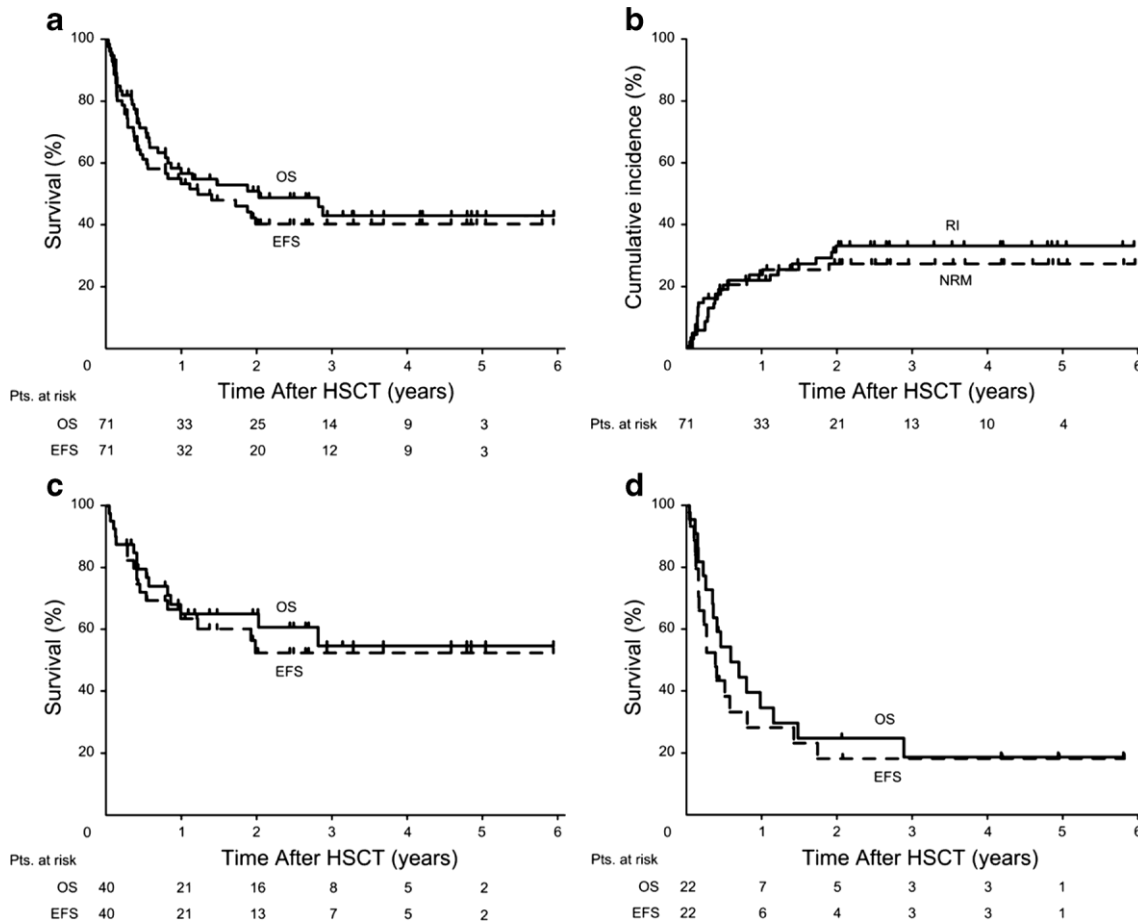 a
Survival (%)
100
80
60
40
20
0
OS
EFS
1 2 3 4 5 6
Time After HSCT (years)
Pts. at risk
OS 71 33 25 14 9 3
EFS 71 32 20 12 9 3
b
Cumulative incidence (%)
100
80
60
40
20
0
RI
NRM
1 2 3 4 5 6
Time After HSCT (years)
Pts. at risk 71 33 21 13 10 4
c
Survival (%)
100
80
60
40
20
0
OS
EFS
1 2 3 4 5 6
Time After HSCT (years)
Pts. at risk
OS 40 21 16 8 5 2
EFS 40 21 13 7 5 2
d
Survival (%)
100
80
60
40
20
0
OS
EFS
1 2 3 4 5 6
Time After HSCT (years)
Pts. at risk
OS 22 7 5 3 3 1
EFS 22 6 4 3 3 1